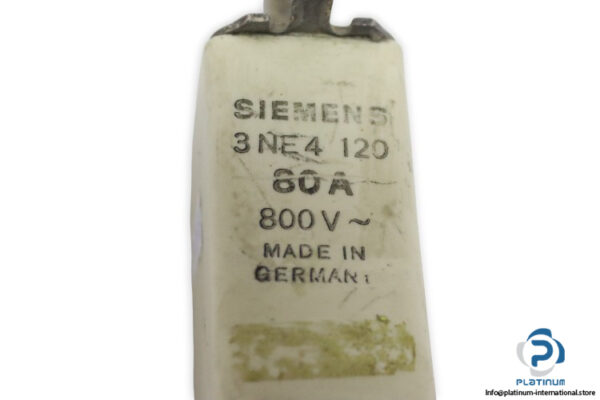 SIEMENS
3NE4 120
80A
800V~
MADE IN
GERMANY
PLATINUM
Info@platinum-international.store